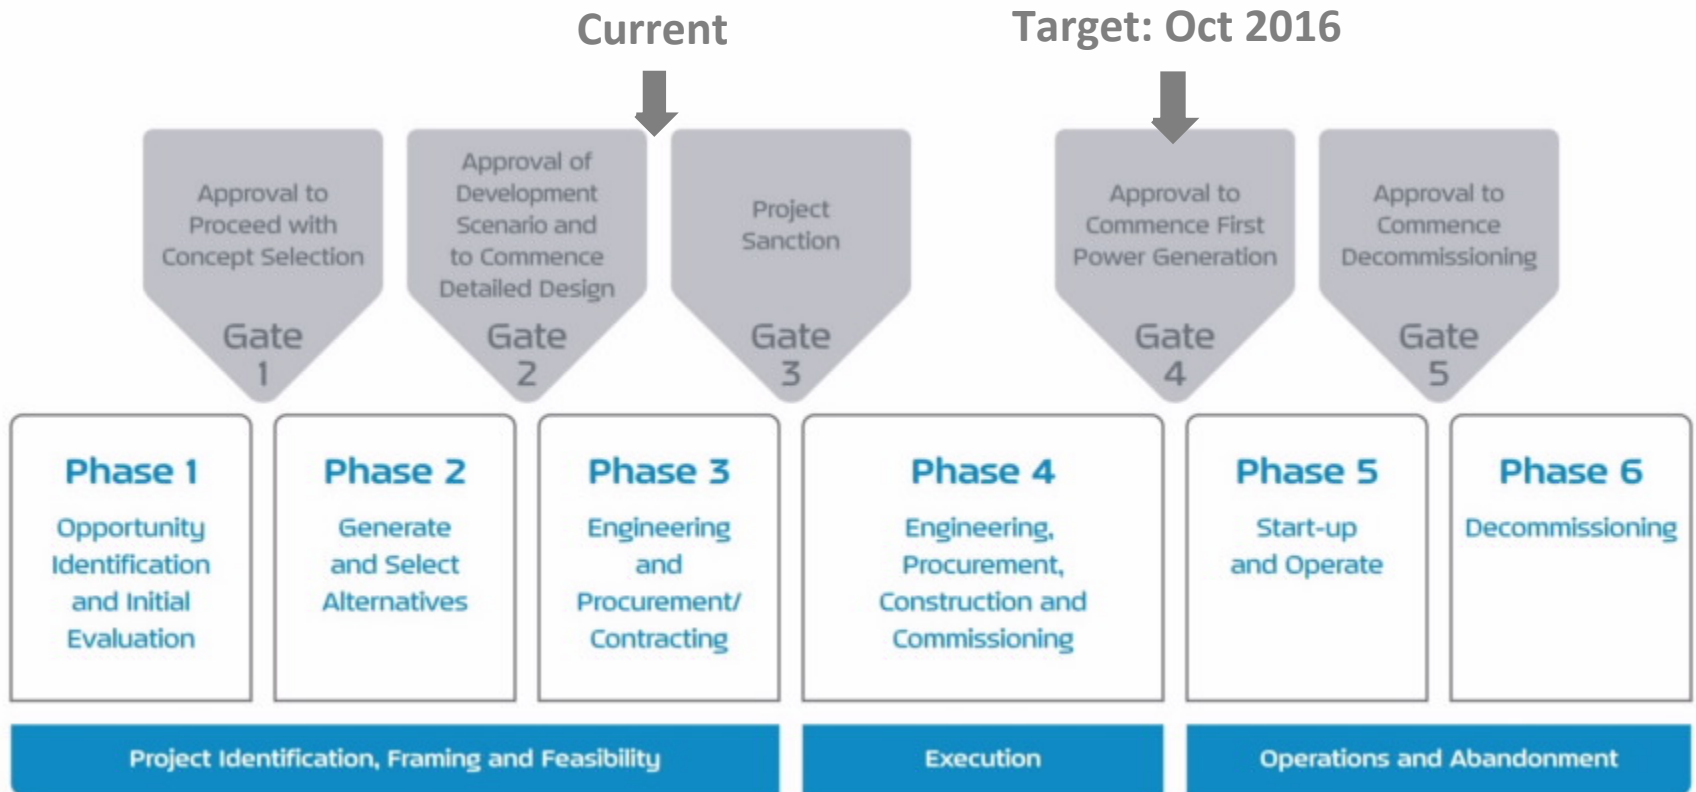 Current
Target: Oct 2016
Approval to
Proceed with
Concept Selection
Gate
1
Approval of
Development
Scenario and
to Commence
Detailed Design
Gate
2
Project
Sanction
Gate
3
Approval to
Commence First
Power Generation
Gate
4
Approval to
Commence
Decommissioning
Gate
5
Phase 1
Opportunity
Identification
and Initial
Evaluation
Phase 2
Generate
and Select
Alternatives
Phase 3
Engineering
and
Procurement/
Contracting
Phase 4
Engineering,
Procurement,
Construction and
Commissioning
Phase 5
Start-up
and Operate
Phase 6
Decommissioning
Project Identification, Framing and Feasibility
Execution
Operations and Abandonment